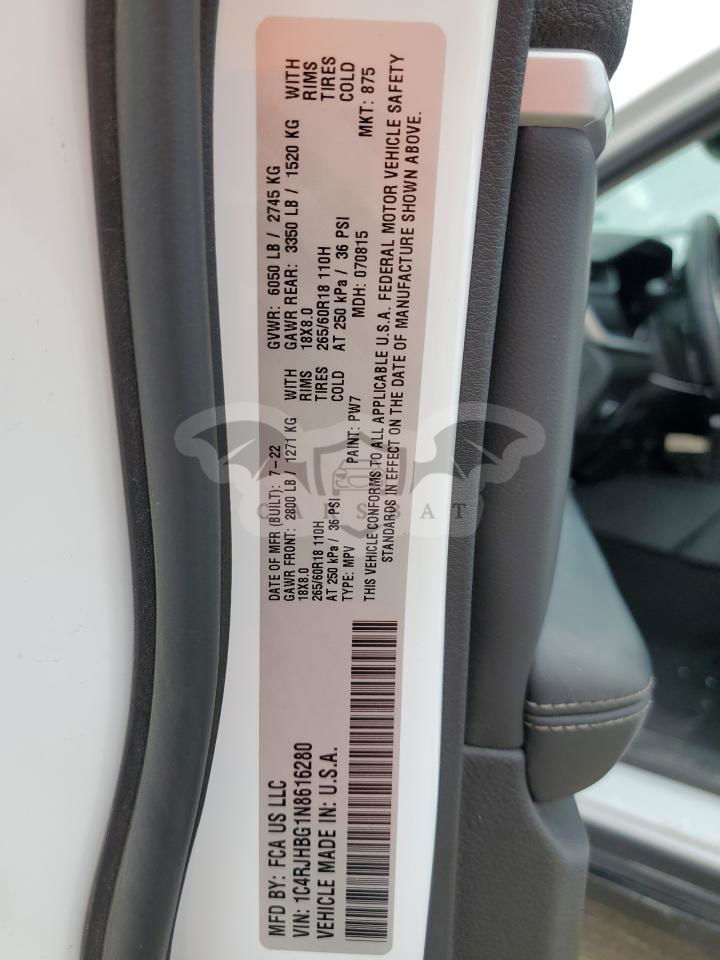 MFD BY: FCA US LLC
VIN: 1C4RJHBG1N8616280
VEHICLE MADE IN: U.S.A.
DATE OF MFR (BUILT): 7-22 GVWR: 6050 LB / 2745 KG
GAWR FRONT: 2800 LB / 1271 KG WITH GAWR REAR: 3350 LB / 1520 KG WITH
18X8.0 RIMS 18X8.0 RIMS
265/60R18 110H TIRES 265/60R18 110H TIRES
AT 250 kPa / 36 PSI COLD AT 250 kPa / 36 PSI COLD
TYPE: MPV PAINT: PW7 MDH: 070815 MKT: 875
THIS VEHICLE CONFORMS TO ALL APPLICABLE U.S.A. FEDERAL MOTOR VEHICLE SAFETY
STANDARDS IN EFFECT ON THE DATE OF MANUFACTURE SHOWN ABOVE.
CARSBAT